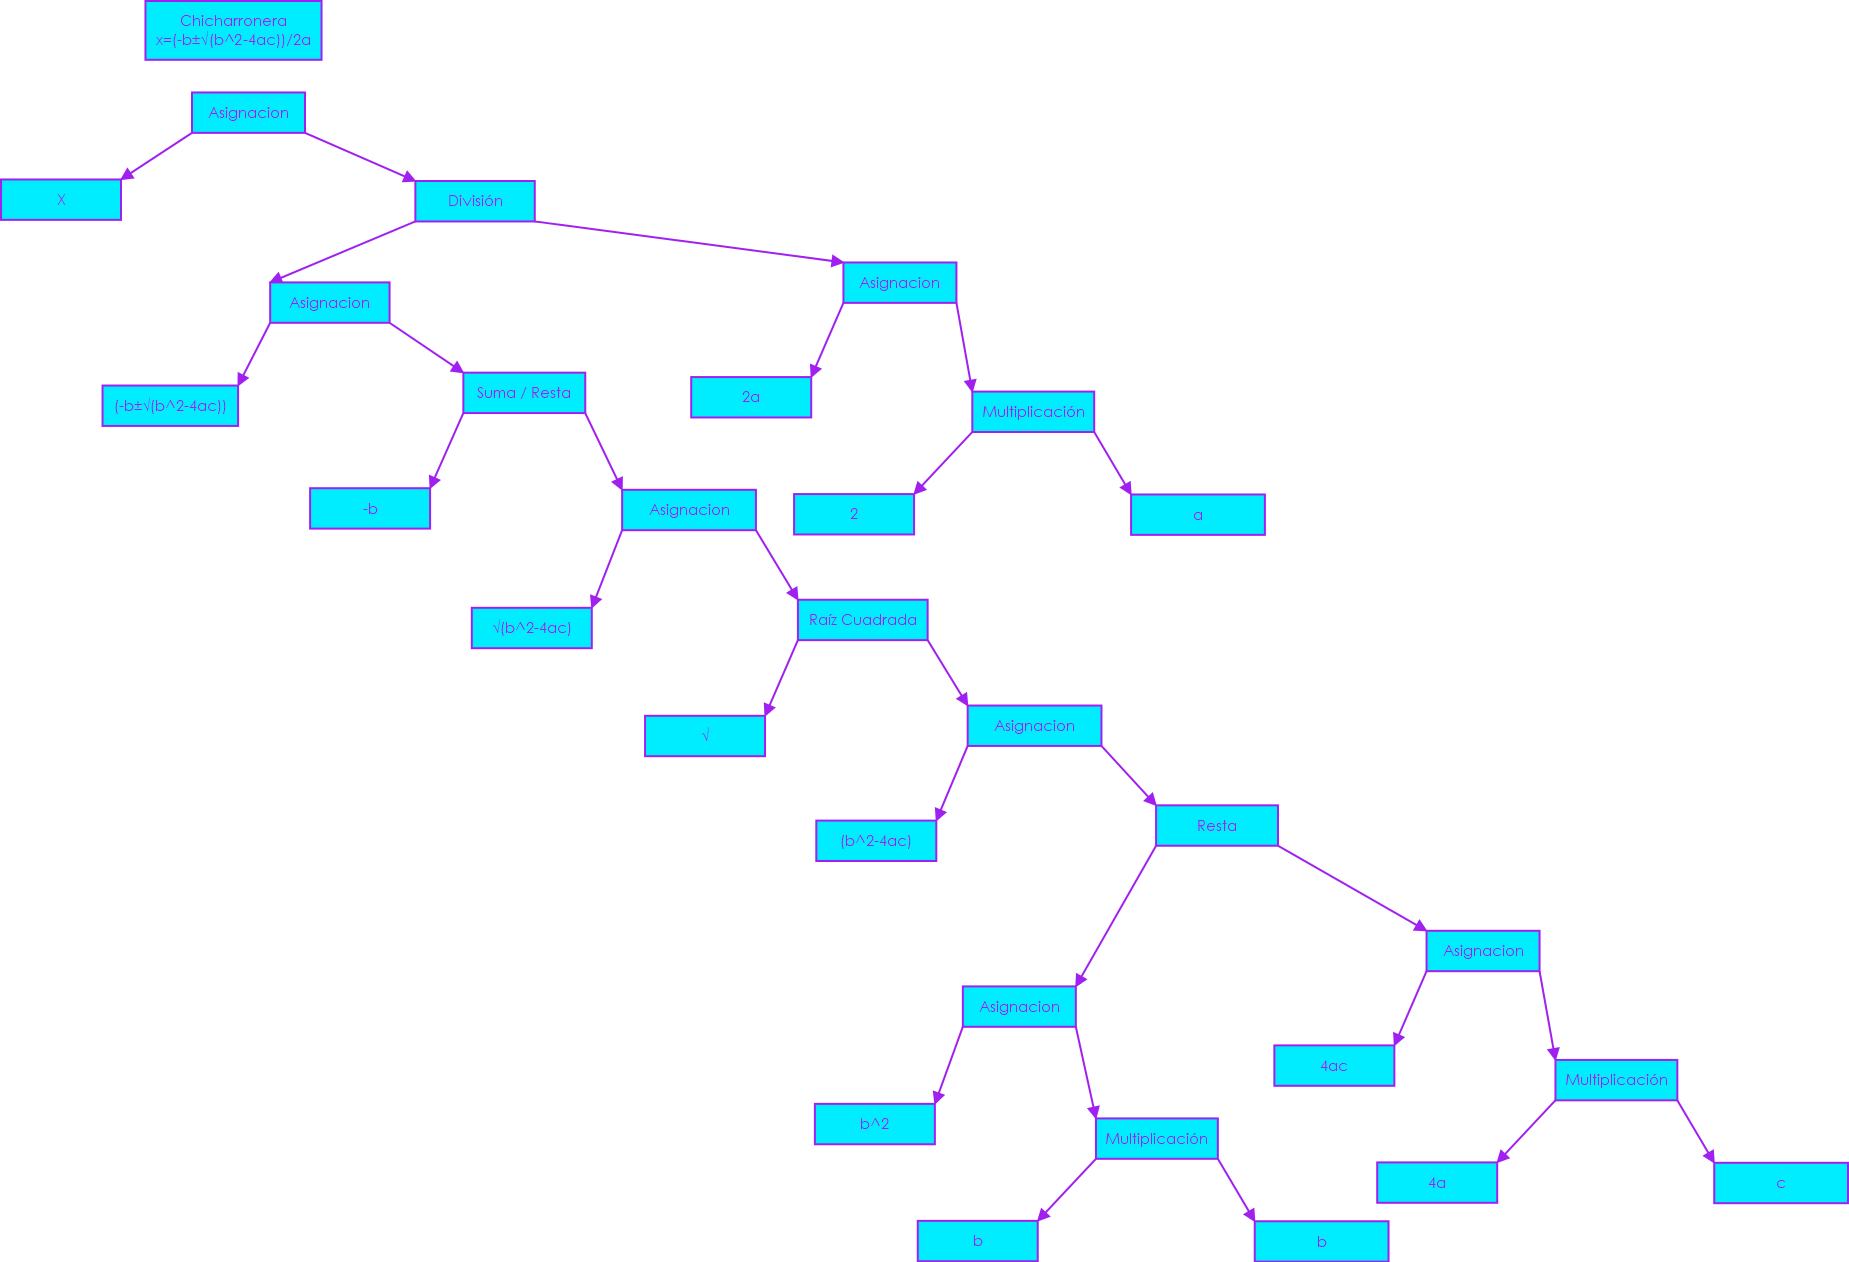 Chicharronera
x=(-b±√(b^2-4ac))/2a
Asignacion
X
División
Asignacion
Asignacion
(-b±√(b^2-4ac))
Suma / Resta
2a
Multiplicación
-b
Asignacion
2
a
√(b^2-4ac)
Raíz Cuadrada
√
Asignacion
(b^2-4ac)
Resta
Asignacion
Asignacion
4ac
Multiplicación
b^2
Multiplicación
4a
c
b
b